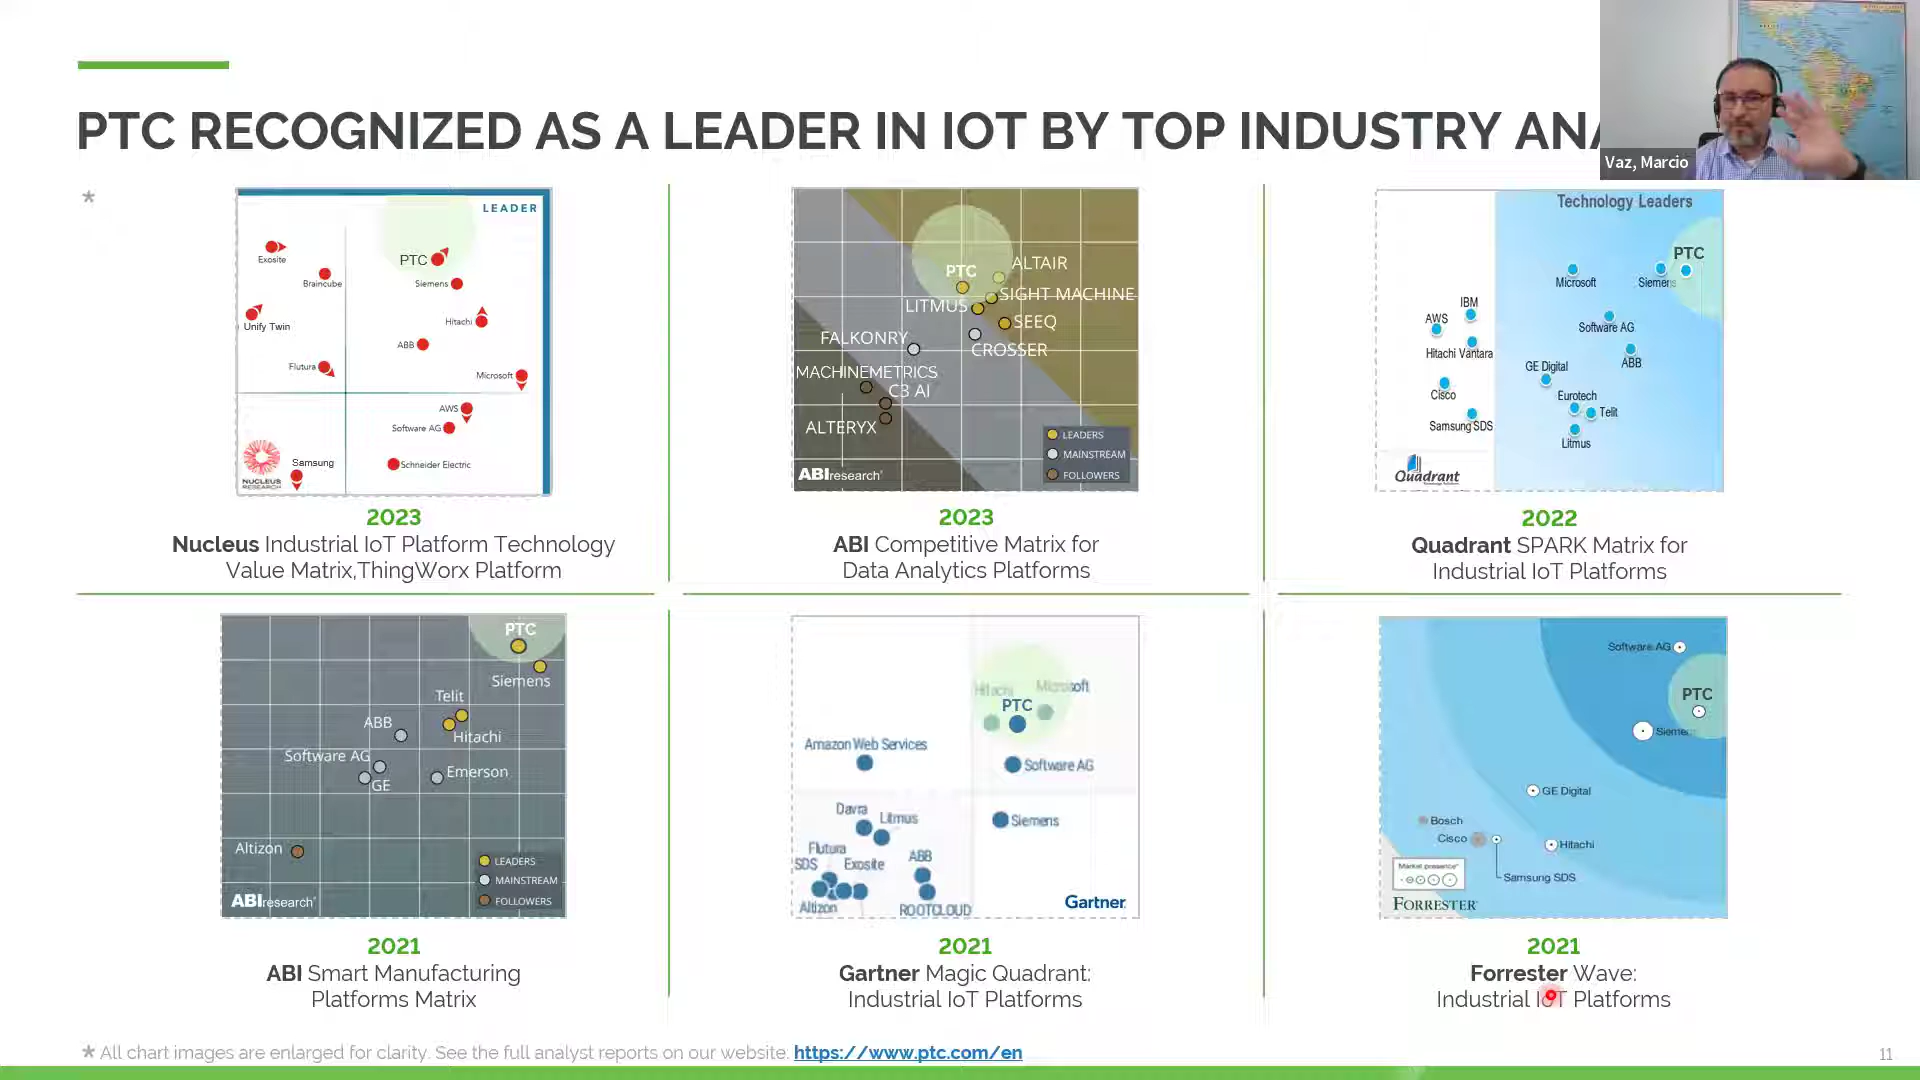 PTC RECOGNIZED AS A LEADER IN IOT BY TOP INDUSTRY
Vaz, Marcio
*
LEADER
Exosite
PTC
Braincube
Siemens
Unify Twin
Hitachi
ABB
Flutura
Microsoft
AWS
Software AG
Samsung
Schneider Electric
NUCLEUS
RESEARCH
2023
Nucleus Industrial IoT Platform Technology
Value Matrix,ThingWorx Platform
PTC
ALTAIR
SIGHT MACHINE
LITMUS
SEEQ
FALKONRY
CROSSER
MACHINEMETRICS
C3 AI
ALTERYX
LEADERS
MAINSTREAM
FOLLOWERS
ABIresearch
2023
ABI Competitive Matrix for
Data Analytics Platforms
Technology Leaders
PTC
Microsoft
Siemens
IBM
AWS
Software AG
Hitachi Vantara
ABB
GE Digital
Cisco
Eurotech
Telit
Samsung SDS
Litmus
Quadrant
2022
Quadrant SPARK Matrix for
Industrial IoT Platforms
PTC
Siemens
Telit
ABB
Hitachi
Software AG
GE
Emerson
Altizon
LEADERS
MAINSTREAM
FOLLOWERS
ABIresearch
2021
ABI Smart Manufacturing
Platforms Matrix
Hitachi
Microsoft
PTC
Amazon Web Services
Software AG
Davra
Litmus
Siemens
Flutura
SDS
Exosite
ABB
Altizon
ROOTCLOUD
Gartner
2021
Gartner Magic Quadrant:
Industrial IoT Platforms
Software AG
PTC
Siemens
GE Digital
Bosch
Cisco
Hitachi
Market presence*
Samsung SDS
FORRESTER
2021
Forrester Wave:
Industrial IoT Platforms
* All chart images are enlarged for clarity. See the full analyst reports on our website. https://www.ptc.com/en
11